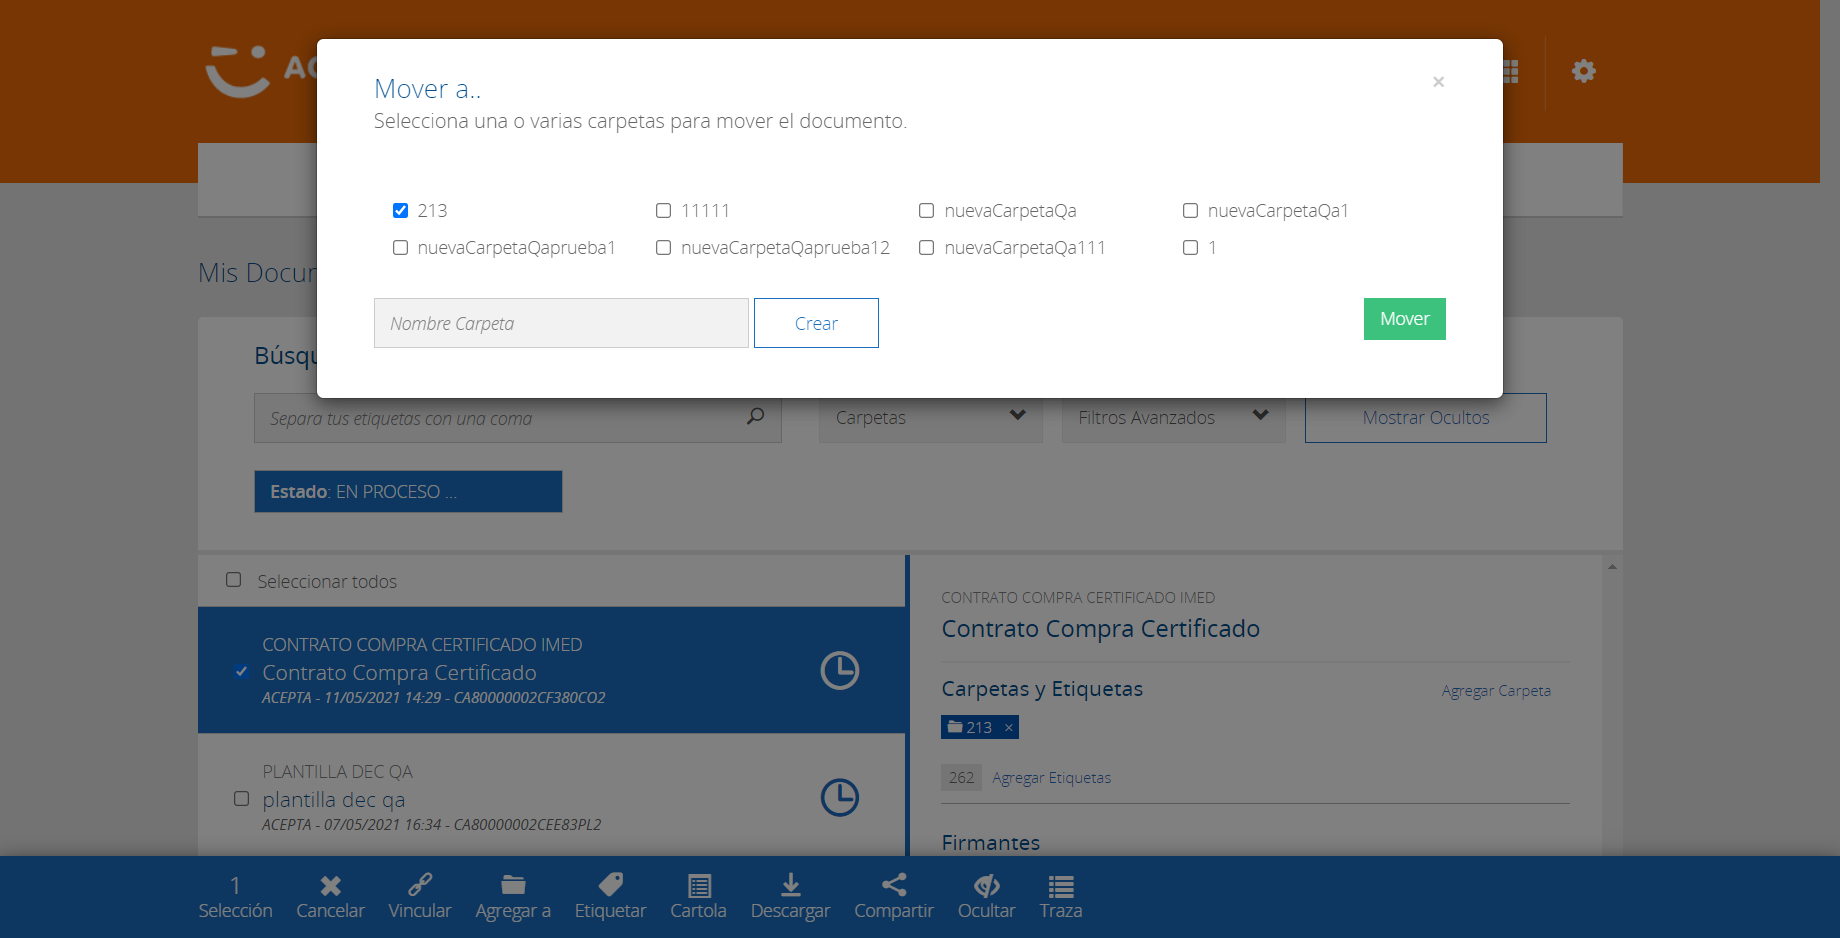 AC
Mover a..
×
Selecciona una o varias carpetas para mover el documento.
213
11111
nuevaCarpetaQa
nuevaCarpetaQa1
nuevaCarpetaQaprueba1
nuevaCarpetaQaprueba12
nuevaCarpetaQa111
1
Nombre Carpeta
Crear
Mover
Mis Docum
Búsqu
Separa tus etiquetas con una coma
Carpetas
Filtros Avanzados
Mostrar Ocultos
Estado: EN PROCESO ...
Seleccionar todos
CONTRATO COMPRA CERTIFICADO IMED
Contrato Compra Certificado
ACEPTA - 11/05/2021 14:29 - CA80000002CF380CO2
PLANTILLA DEC QA
plantilla dec qa
ACEPTA - 07/05/2021 16:34 - CA80000002CEE83PL2
CONTRATO COMPRA CERTIFICADO IMED
Contrato Compra Certificado
Carpetas y Etiquetas
Agregar Carpeta
213 ×
262
Agregar Etiquetas
Firmantes
1
Selección
Cancelar
Vincular
Agregar a
Etiquetar
Cartola
Descargar
Compartir
Ocultar
Traza